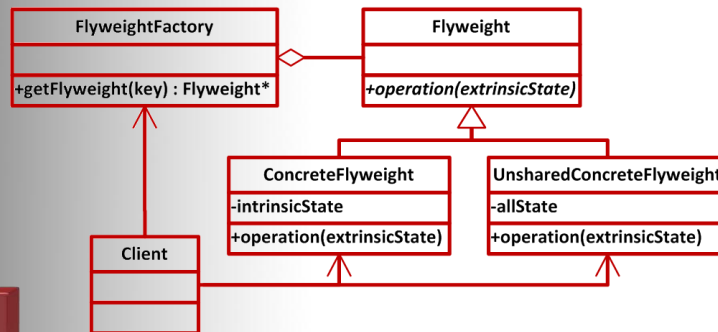 FlyweightFactory
+getFlyweight(key) : Flyweight*
Flyweight
+operation(extrinsicState)
ConcreteFlyweight
-intrinsicState
+operation(extrinsicState)
UnsharedConcreteFlyweight
-allState
+operation(extrinsicState)
Client